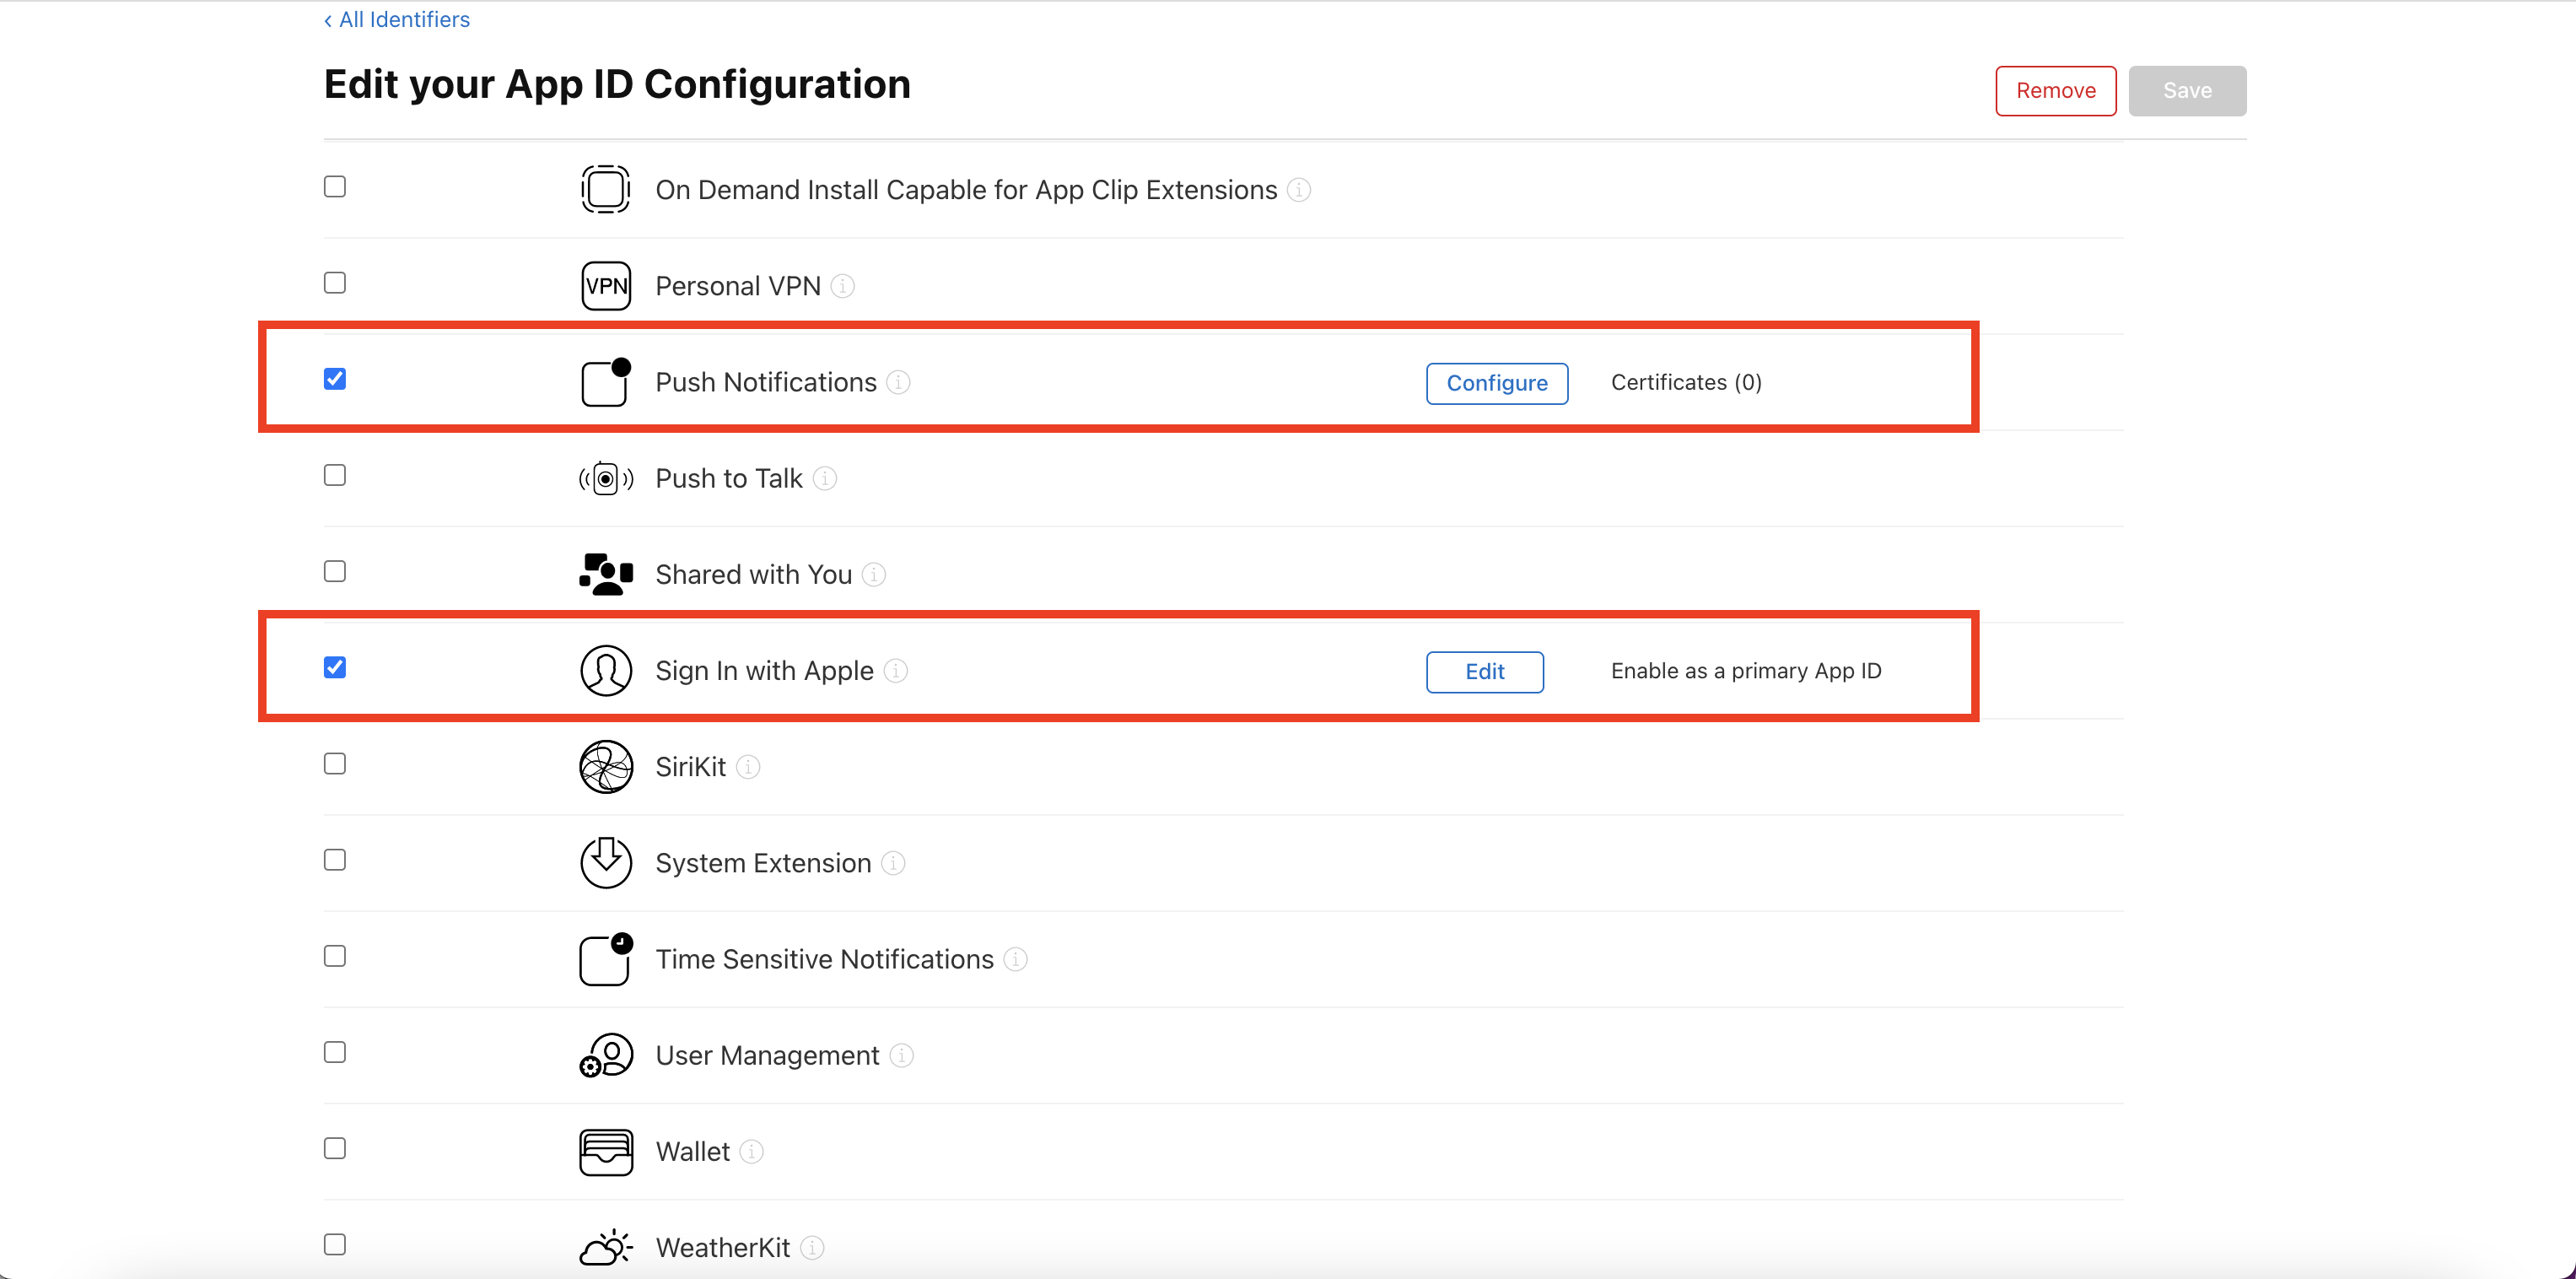 ‹ All Identifiers
Edit your App ID Configuration
Remove
Save
On Demand Install Capable for App Clip Extensions
VPN
Personal VPN
Push Notifications
Configure
Certificates (0)
Push to Talk
Shared with You
Sign In with Apple
Edit
Enable as a primary App ID
SiriKit
System Extension
Time Sensitive Notifications
User Management
Wallet
WeatherKit